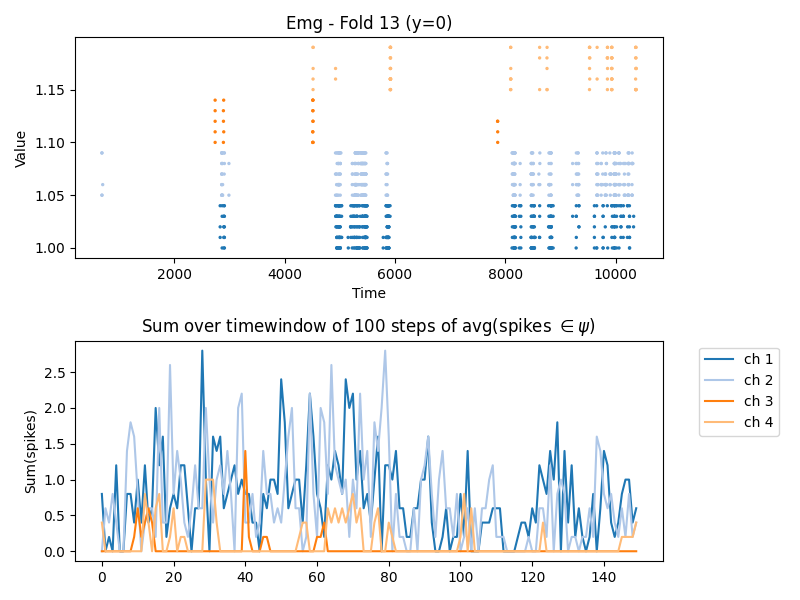 Emg - Fold 13 (y=0)
Value
1.15
1.10
1.05
1.00
2000 4000 6000 8000 10000
Time
Sum over timewindow of 100 steps of avg(spikes ∈ψ)
Sum(spikes)
2.5
2.0
1.5
1.0
0.5
0.0
0 20 40 60 80 100 120 140
ch 1
ch 2
ch 3
ch 4